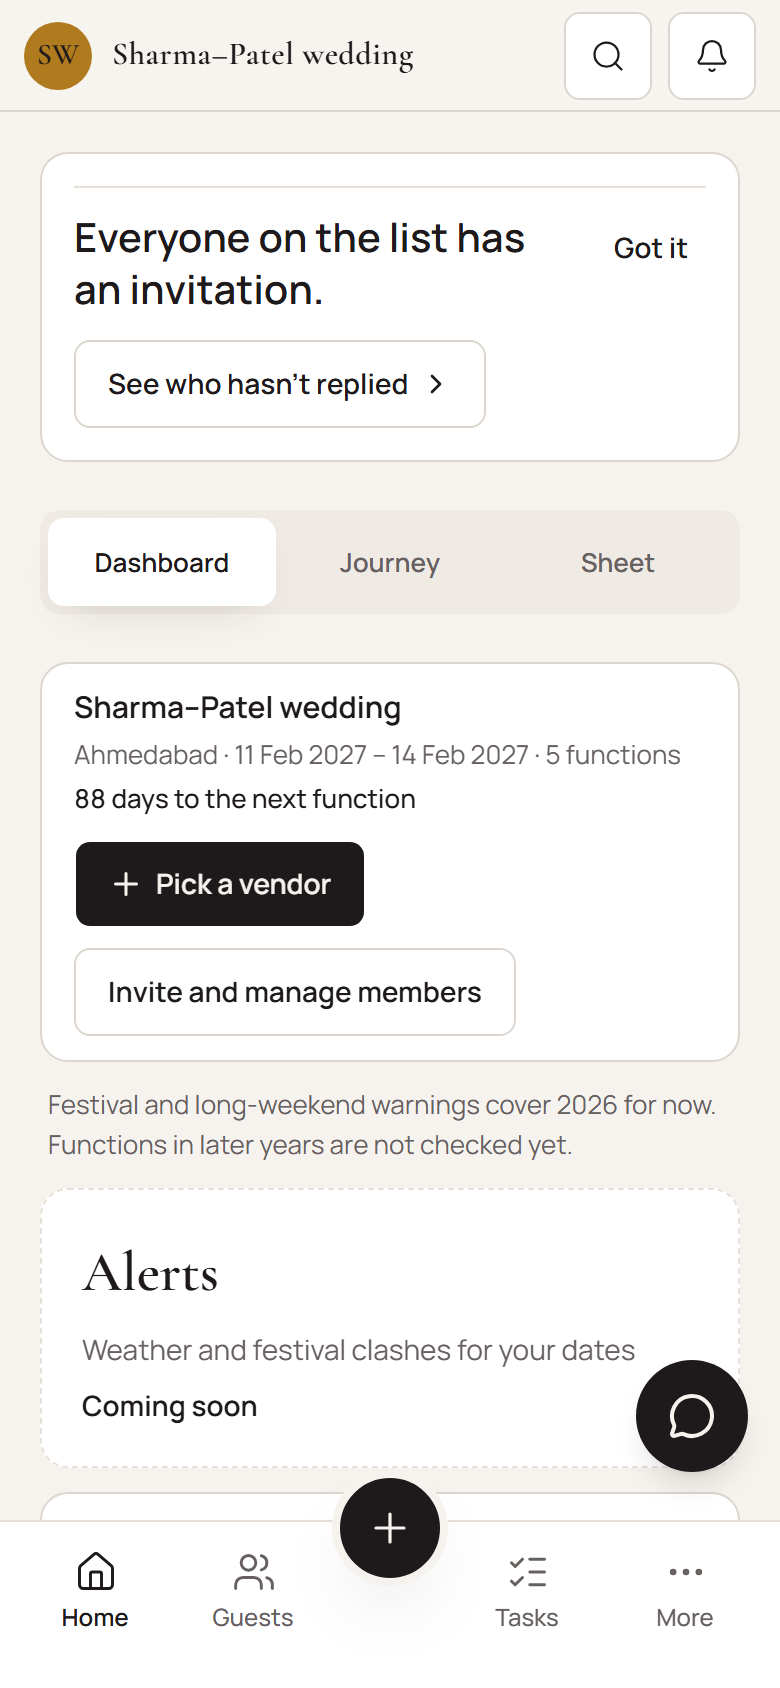 SW
Sharma–Patel wedding
Everyone on the list has
an invitation.
Got it
See who hasn’t replied
Dashboard
Journey
Sheet
Sharma–Patel wedding
Ahmedabad · 11 Feb 2027 – 14 Feb 2027 · 5 functions
88 days to the next function
Pick a vendor
Invite and manage members
Festival and long-weekend warnings cover 2026 for now.
Functions in later years are not checked yet.
Alerts
Weather and festival clashes for your dates
Coming soon
Home
Guests
Tasks
More